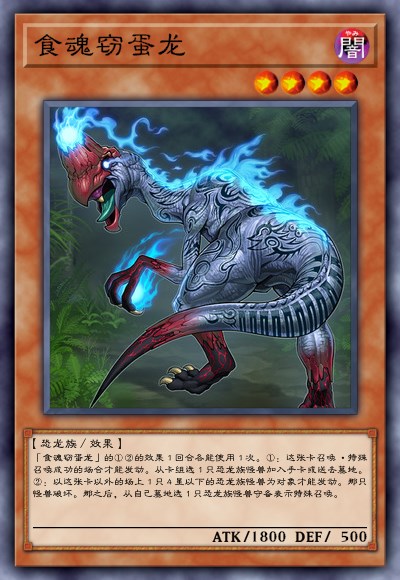 食魂窃蛋龙
やみ
闇
【恐龙族／效果】
「食魂窃蛋龙」的①②的效果1回合各能使用1次。①：这张卡召唤·特殊
召唤成功的场合才能发动。从卡组选1只恐龙族怪兽加入手卡或送去墓地。
②：以这张卡以外的场上1只4星以下的恐龙族怪兽为对象才能发动。那只
怪兽破坏。那之后，从自己墓地选1只恐龙族怪兽守备表示特殊召唤。
ATK/1800 DEF/ 500